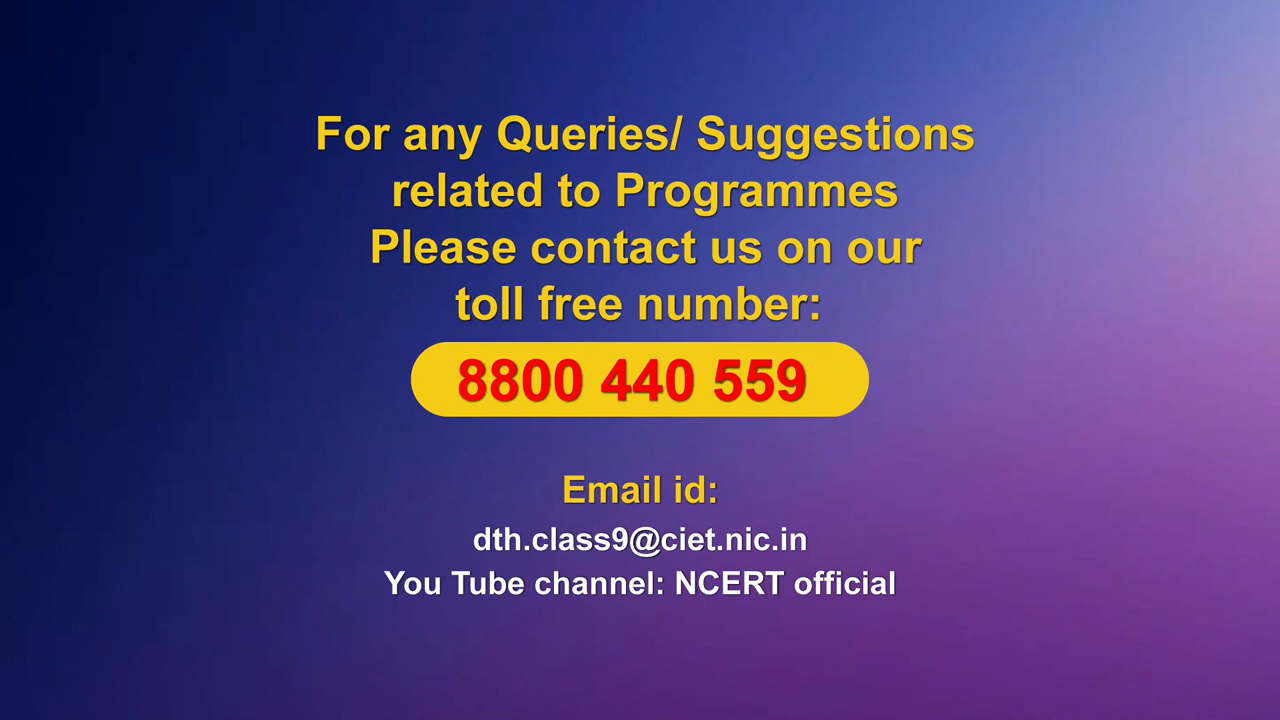 For any Queries/ Suggestions
related to Programmes
Please contact us on our
toll free number:
8800 440 559
Email id:
dth.class9@ciet.nic.in
You Tube channel: NCERT official